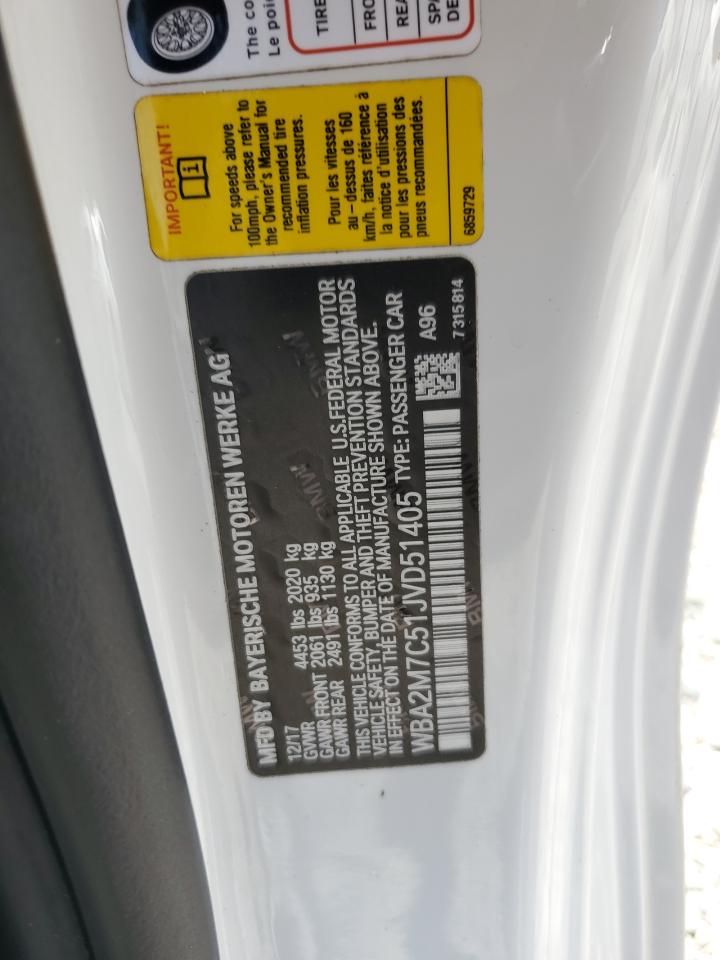 The co
Le poi
TIRE
FRO
REA
SPA
DE
IMPORTANT!
For speeds above
100mph, please refer to
the Owner's Manual for
recommended tire
inflation pressures.
Pour les vitesses
au-dessus de 160
km/h, faites référence à
la notice d'utilisation
pour les pressions des
pneus recommandées.
6859729
MFD BY BAYERISCHE MOTOREN WERKE AG
12/17
GVWR 4453 lbs 2020 kg
GAWR FRONT 2061 lbs 935 kg
GAWR REAR 2491 lbs 1130 kg
THIS VEHICLE CONFORMS TO ALL APPLICABLE U.S.FEDERAL MOTOR
VEHICLE SAFETY, BUMPER AND THEFT PREVENTION STANDARDS
IN EFFECT ON THE DATE OF MANUFACTURE SHOWN ABOVE.
WBA2M7C51JVD51405 TYPE: PASSENGER CAR
A96
7 315 814